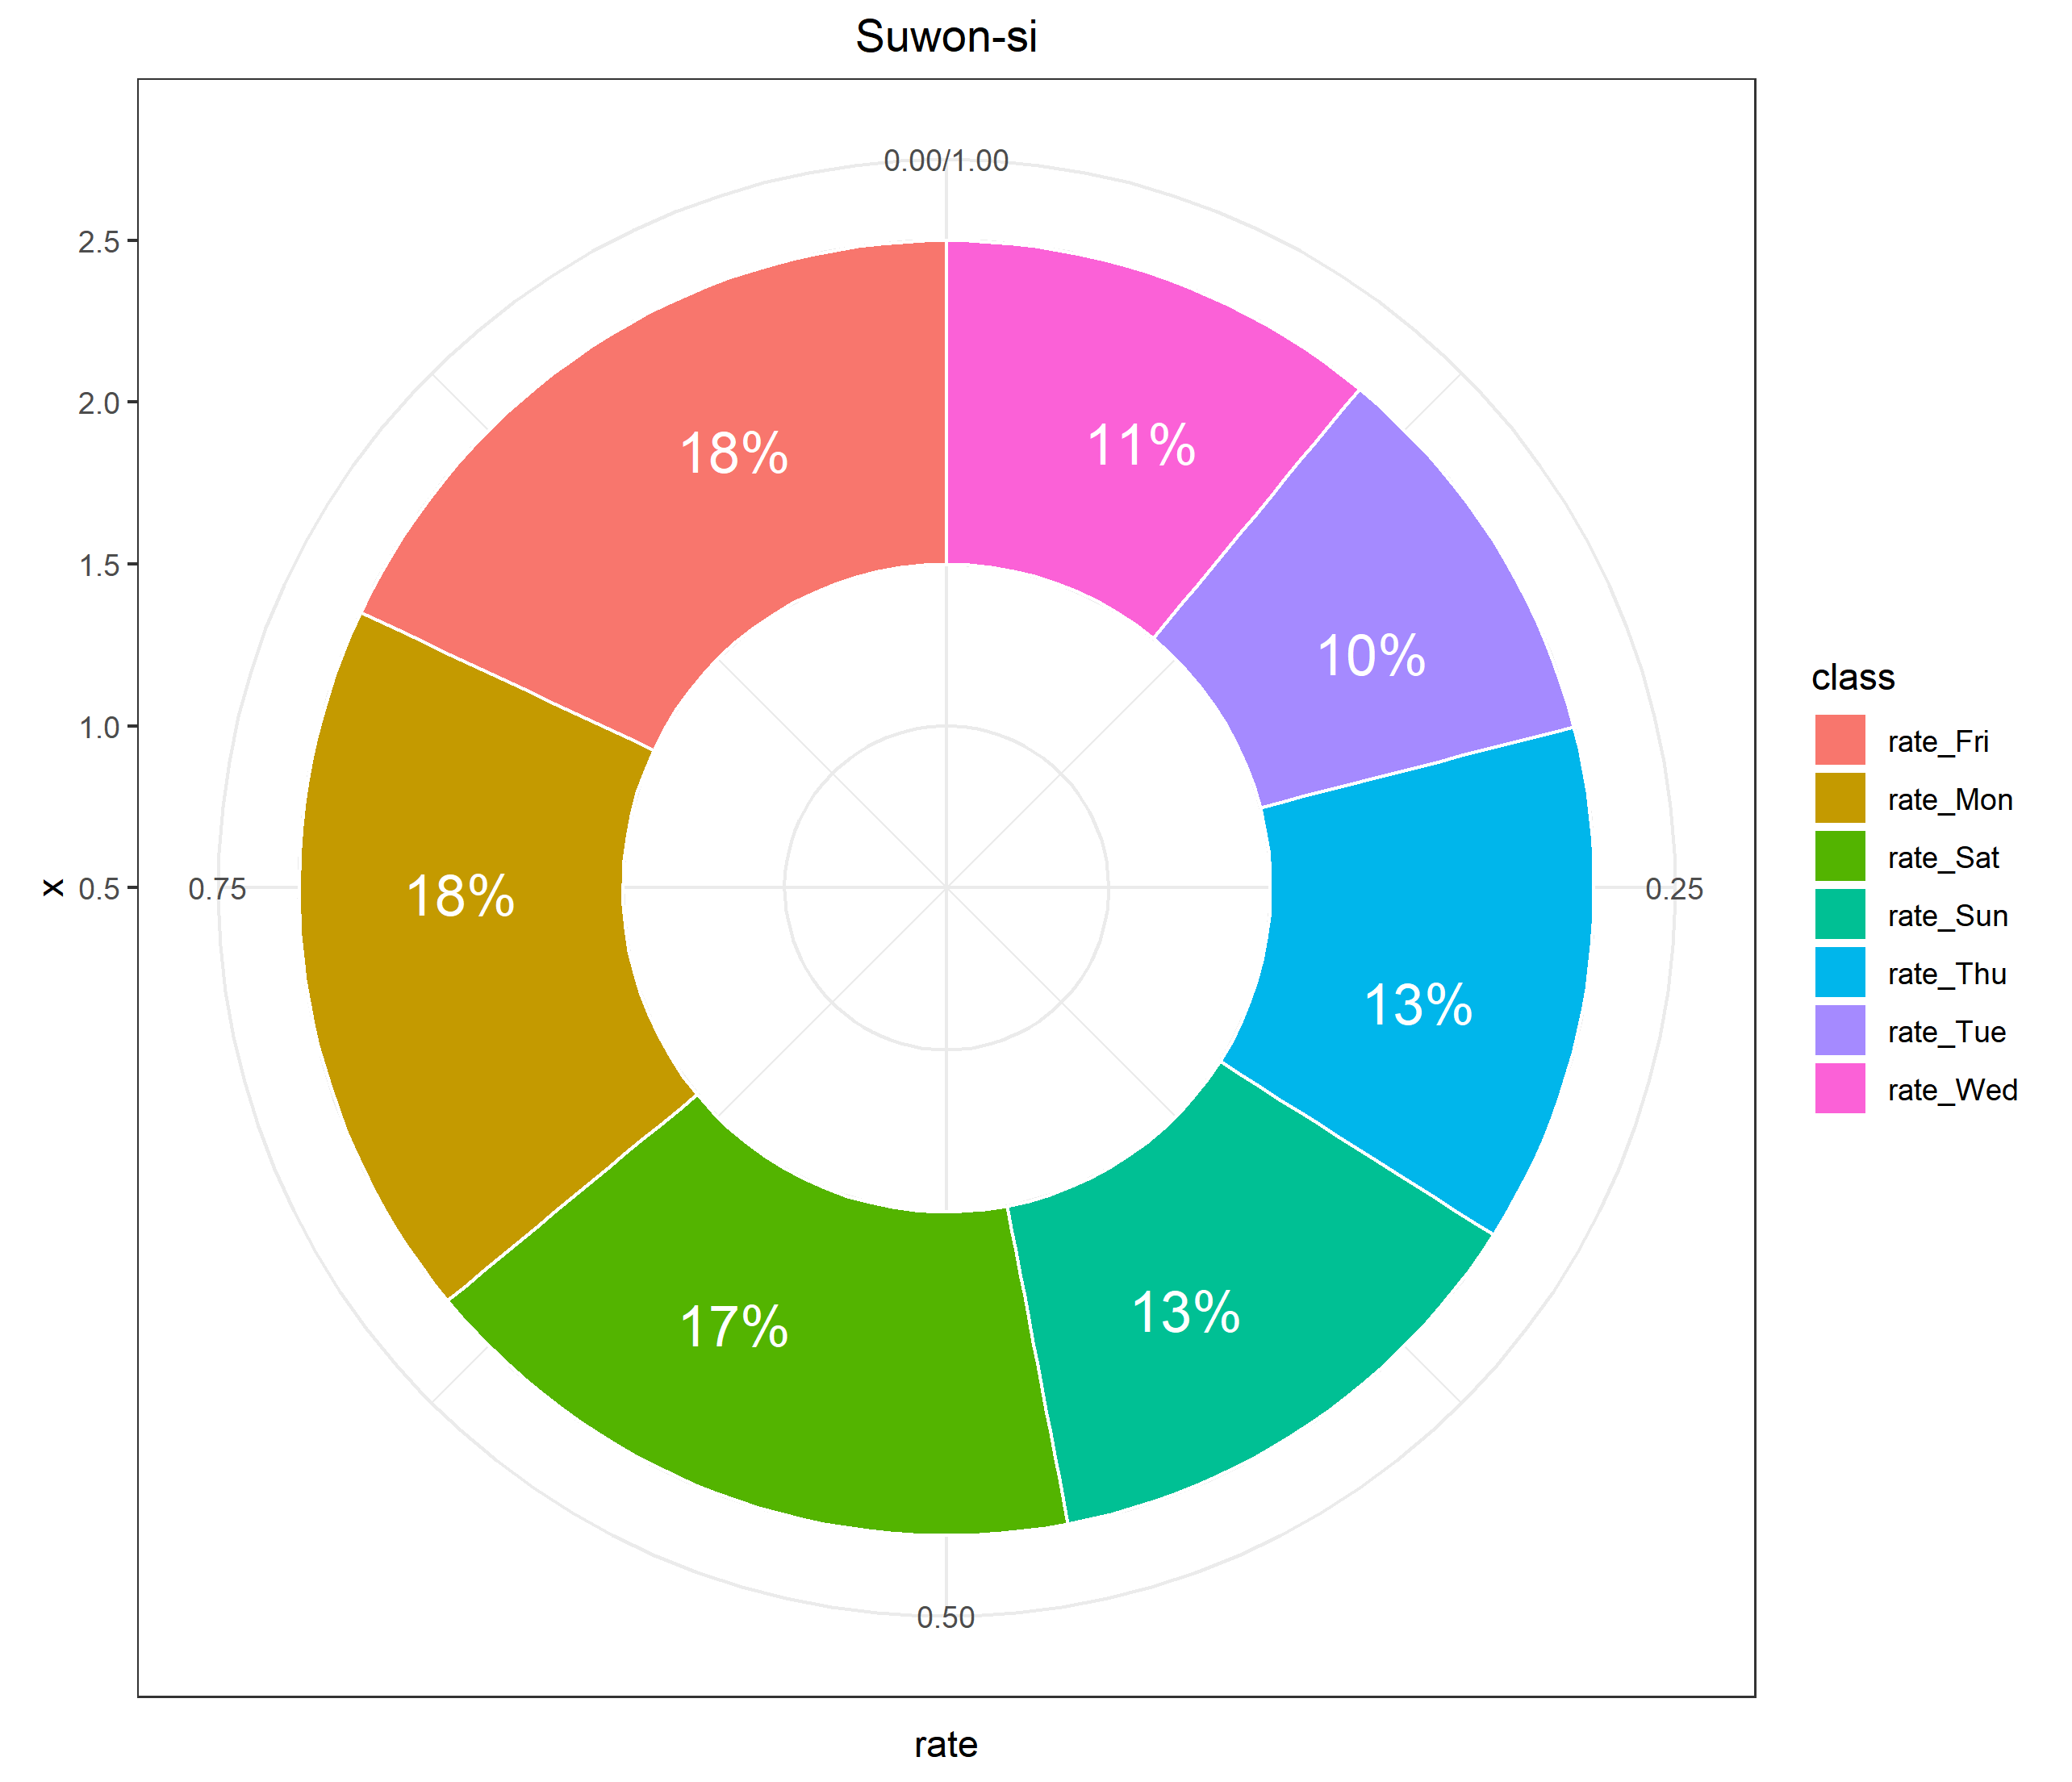 Suwon-si
0.00/1.00
2.5
2.0
1.5
1.0
0.5
x
0.75
0.25
0.50
18%
11%
10%
18%
13%
17%
13%
rate
class
rate_Fri
rate_Mon
rate_Sat
rate_Sun
rate_Thu
rate_Tue
rate_Wed